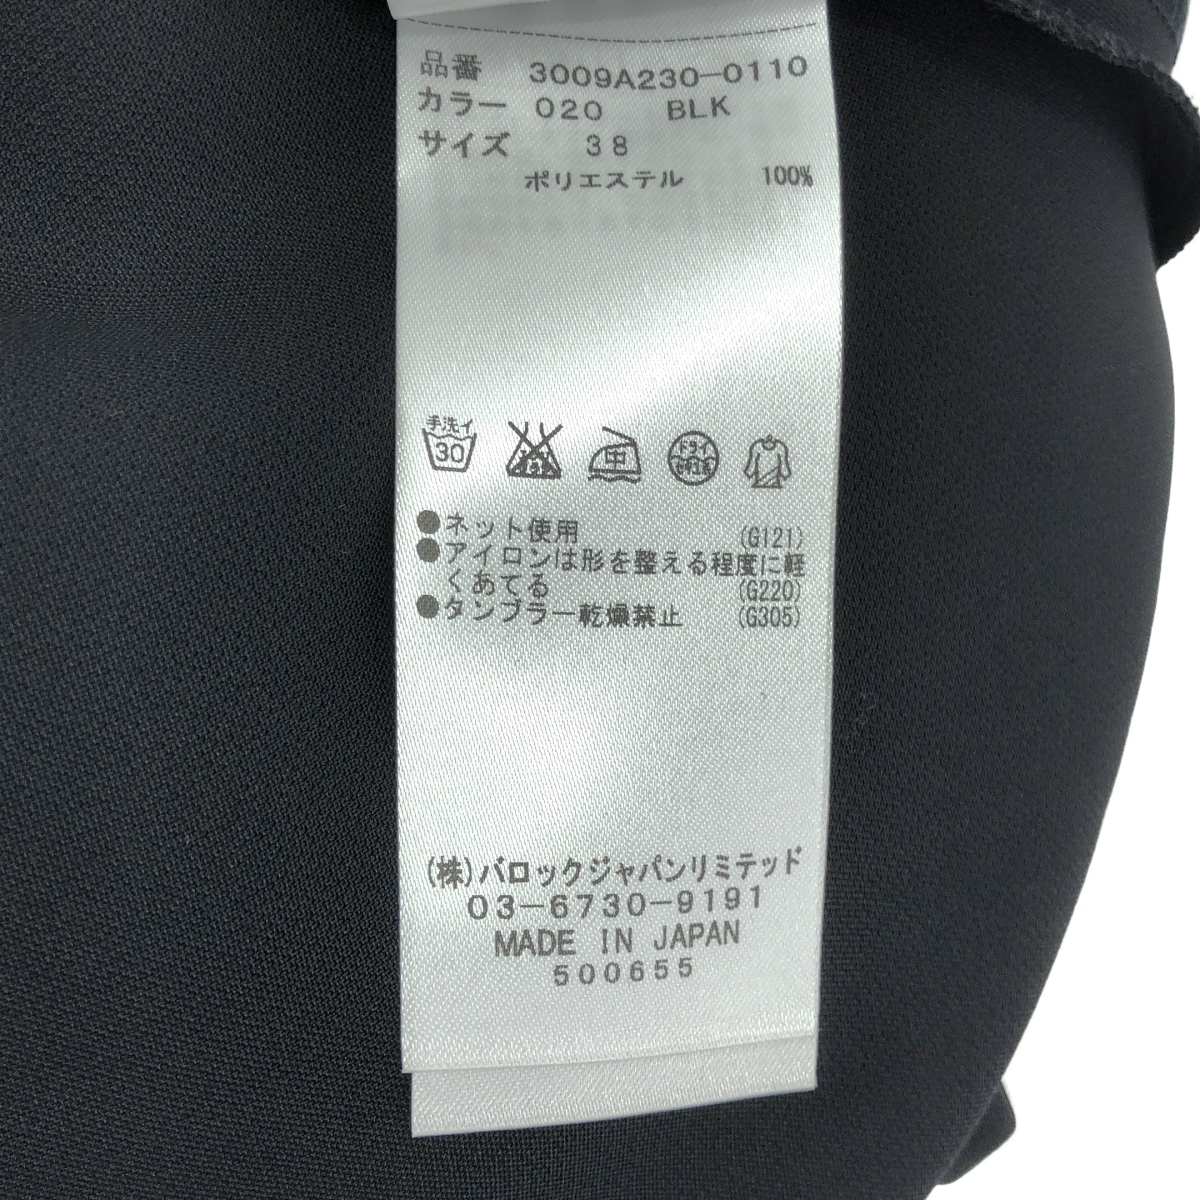 品番 3009A230-0110
カラー 020 BLK
サイズ 38
ポリエステル 100%
手洗イ
30
中
ドライ
●ネット使用 (G121)
●アイロンは形を整える程度に軽
くあてる (G220)
●タンブラー乾燥禁止 (G305)
(株)バロックジャパンリミテッド
03-6730-9191
MADE IN JAPAN
500655